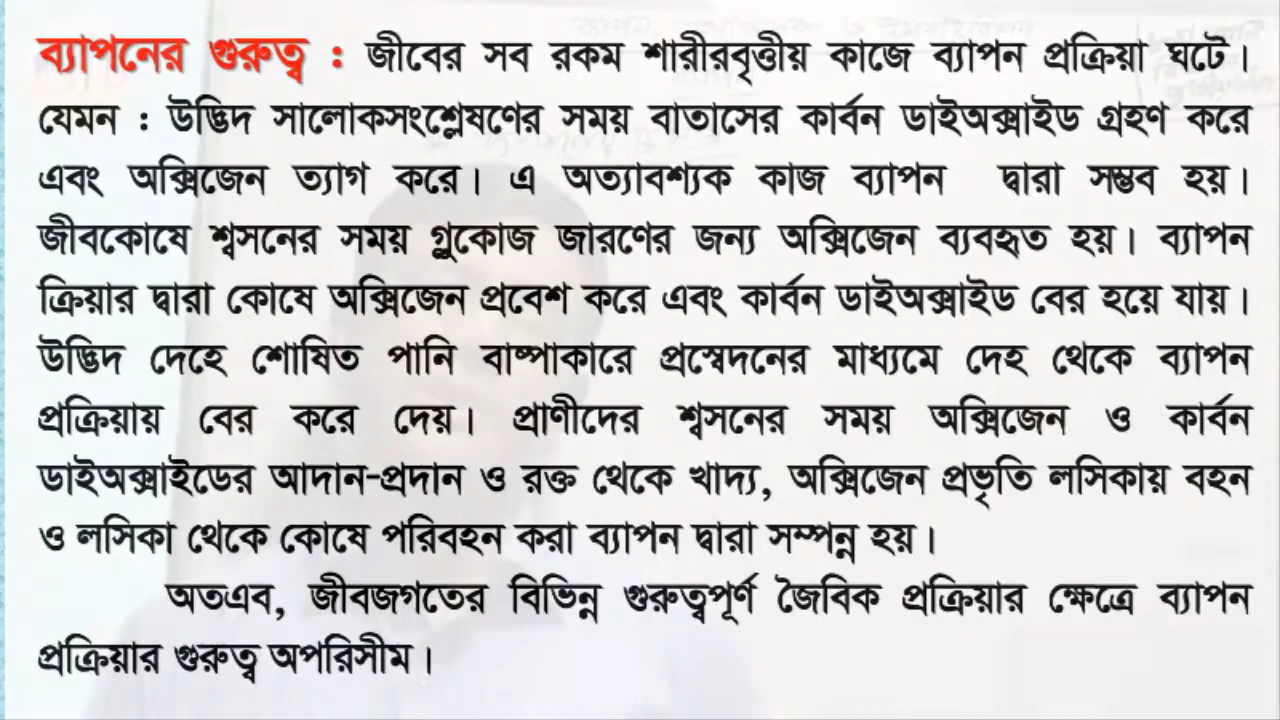 ব্যাপনের গুরুত্ব : জীবের সব রকম শারীরবৃত্তীয় কাজে ব্যাপন প্রক্রিয়া ঘটে।
যেমন : উদ্ভিদ সালোকসংশ্লেষণের সময় বাতাসের কার্বন ডাইঅক্সাইড গ্রহণ করে
এবং অক্সিজেন ত্যাগ করে। এ অত্যাবশ্যক কাজ ব্যাপন দ্বারা সম্ভব হয়।
জীবকোষে শ্বসনের সময় গ্লুকোজ জারণের জন্য অক্সিজেন ব্যবহৃত হয়। ব্যাপন
ক্রিয়ার দ্বারা কোষে অক্সিজেন প্রবেশ করে এবং কার্বন ডাইঅক্সাইড বের হয়ে যায়।
উদ্ভিদ দেহে শোষিত পানি বাষ্পাকারে প্রস্বেদনের মাধ্যমে দেহ থেকে ব্যাপন
প্রক্রিয়ায় বের করে দেয়। প্রাণীদের শ্বসনের সময় অক্সিজেন ও কার্বন
ডাইঅক্সাইডের আদান-প্রদান ও রক্ত থেকে খাদ্য, অক্সিজেন প্রভৃতি লসিকায় বহন
ও লসিকা থেকে কোষে পরিবহন করা ব্যাপন দ্বারা সম্পন্ন হয়।
অতএব, জীবজগতের বিভিন্ন গুরুত্বপূর্ণ জৈবিক প্রক্রিয়ার ক্ষেত্রে ব্যাপন
প্রক্রিয়ার গুরুত্ব অপরিসীম।